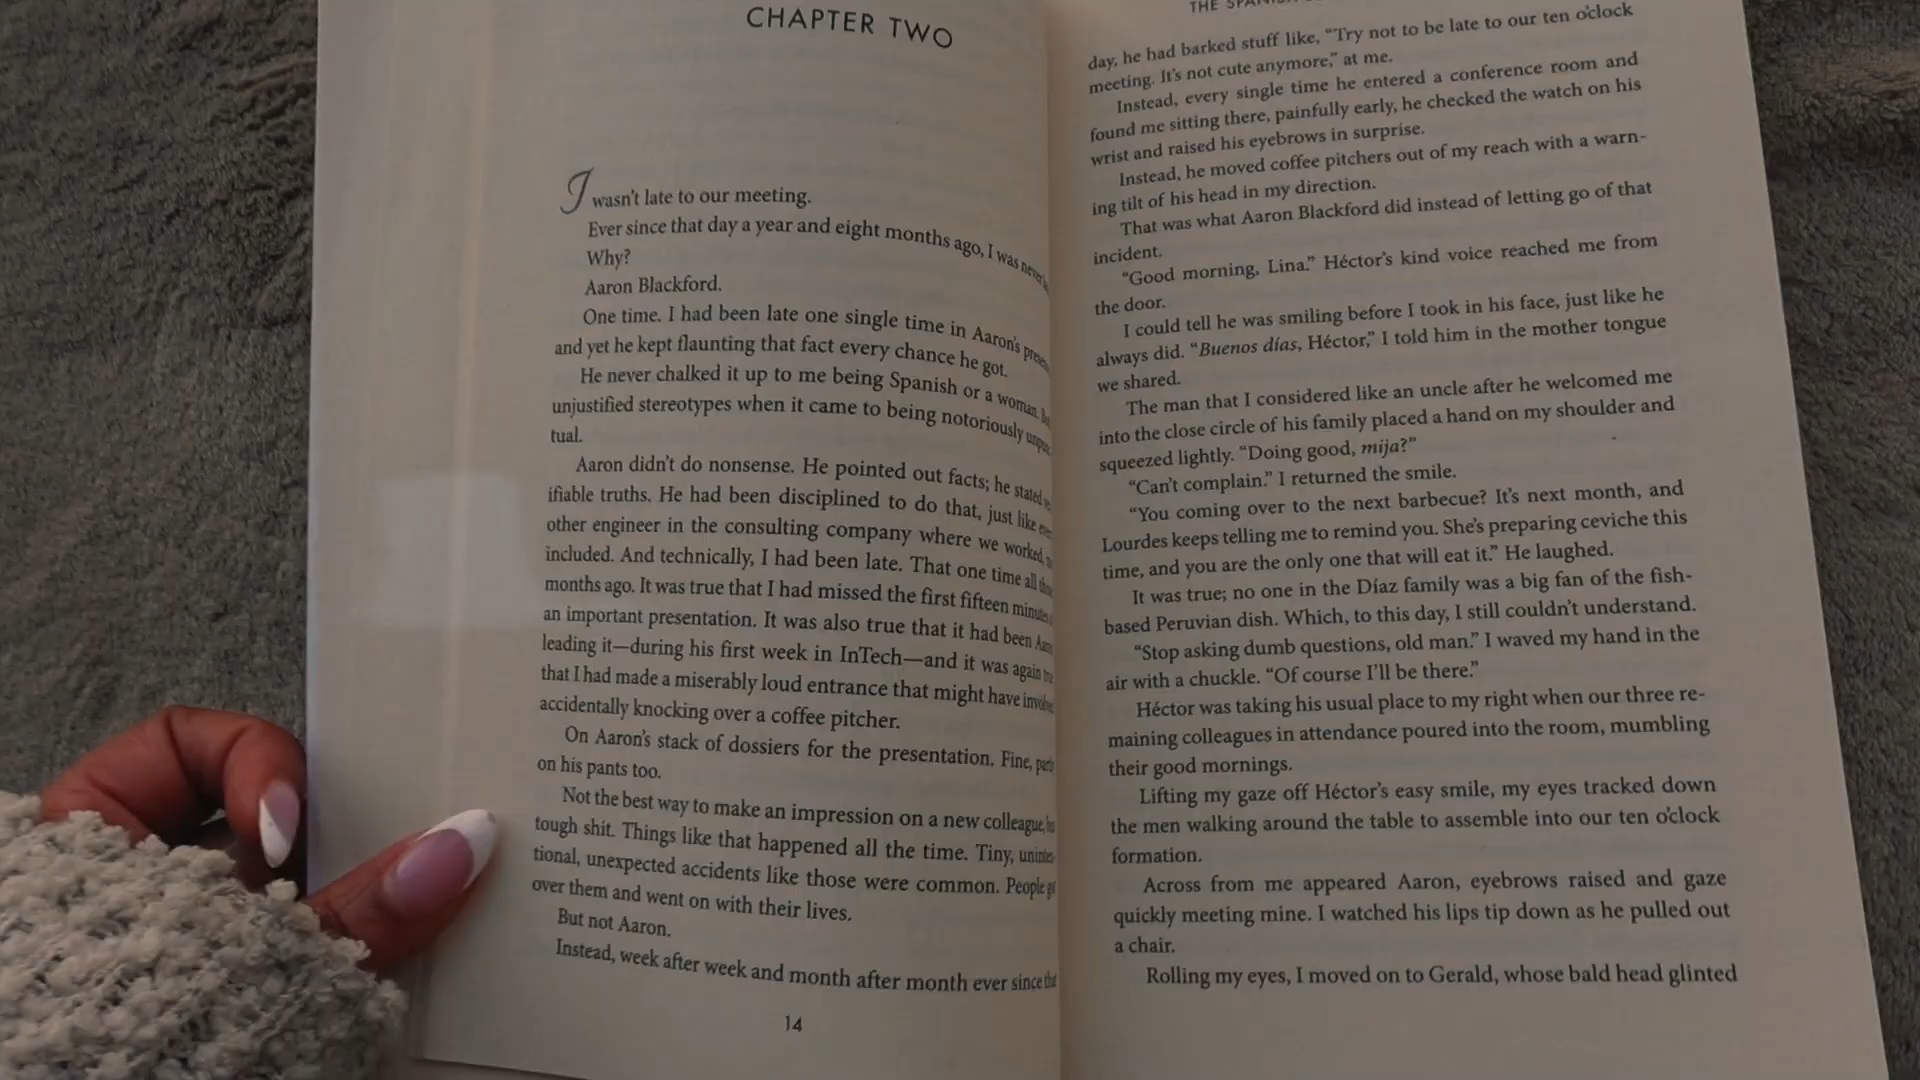 CHAPTER TWO
I wasn't late to our meeting.
Ever since that day a year and eight months ago, I was never
Why?
Aaron Blackford.
One time. I had been late one single time in Aaron's
and yet he kept flaunting that fact every chance he got.
He never chalked it up to me being Spanish or a woman.
unjustified stereotypes when it came to being notoriously
tual.
Aaron didn't do nonsense. He pointed out facts; he stated
ifiable truths. He had been disciplined to do that, just like
other engineer in the consulting company where we worked,
included. And technically, I had been late. That one time all
months ago. It was true that I had missed the first fifteen minutes
an important presentation. It was also true that it had been
leading it—during his first week in InTech—and it was again
that I had made a miserably loud entrance that might have
accidentally knocking over a coffee pitcher.
On Aaron's stack of dossiers for the presentation. Fine,
on his pants too.
Not the best way to make an impression on a new colleague,
tough shit. Things like that happened all the time. Tiny,
tional, unexpected accidents like those were common. People
over them and went on with their lives.
But not Aaron.
Instead, week after week and month after month ever since
14
THE SPANISH
day, he had barked stuff like, “Try not to be late to our ten o'clock
meeting. It's not cute anymore,” at me.
Instead, every single time he entered a conference room and
found me sitting there, painfully early, he checked the watch on his
wrist and raised his eyebrows in surprise.
Instead, he moved coffee pitchers out of my reach with a warn-
ing tilt of his head in my direction.
That was what Aaron Blackford did instead of letting go of that
incident.
“Good morning, Lina.” Héctor's kind voice reached me from
the door.
I could tell he was smiling before I took in his face, just like he
always did. “Buenos días, Héctor,” I told him in the mother tongue
we shared.
The man that I considered like an uncle after he welcomed me
into the close circle of his family placed a hand on my shoulder and
squeezed lightly. “Doing good, mija?”
“Can't complain.” I returned the smile.
“You coming over to the next barbecue? It's next month, and
Lourdes keeps telling me to remind you. She's preparing ceviche this
time, and you are the only one that will eat it.” He laughed.
It was true; no one in the Díaz family was a big fan of the fish-
based Peruvian dish. Which, to this day, I still couldn't understand.
“Stop asking dumb questions, old man.” I waved my hand in the
air with a chuckle. “Of course I'll be there.”
Héctor was taking his usual place to my right when our three re-
maining colleagues in attendance poured into the room, mumbling
their good mornings.
Lifting my gaze off Héctor's easy smile, my eyes tracked down
the men walking around the table to assemble into our ten o'clock
formation.
Across from me appeared Aaron, eyebrows raised and gaze
quickly meeting mine. I watched his lips tip down as he pulled out
a chair.
Rolling my eyes, I moved on to Gerald, whose bald head glinted